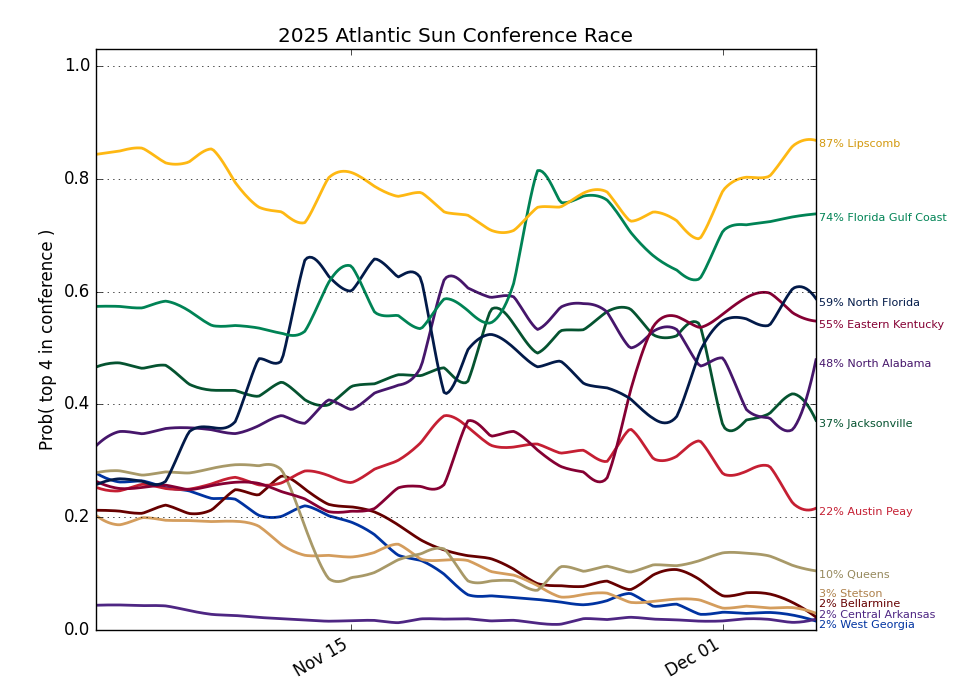 2025 Atlantic Sun Conference Race
Prob( top 4 in conference )
1.0
0.8
0.6
0.4
0.2
0.0
Nov 15
Dec 01
87% Lipscomb
74% Florida Gulf Coast
59% North Florida
55% Eastern Kentucky
48% North Alabama
37% Jacksonville
22% Austin Peay
10% Queens
3% Stetson
2% Bellarmine
2% Central Arkansas
2% West Georgia